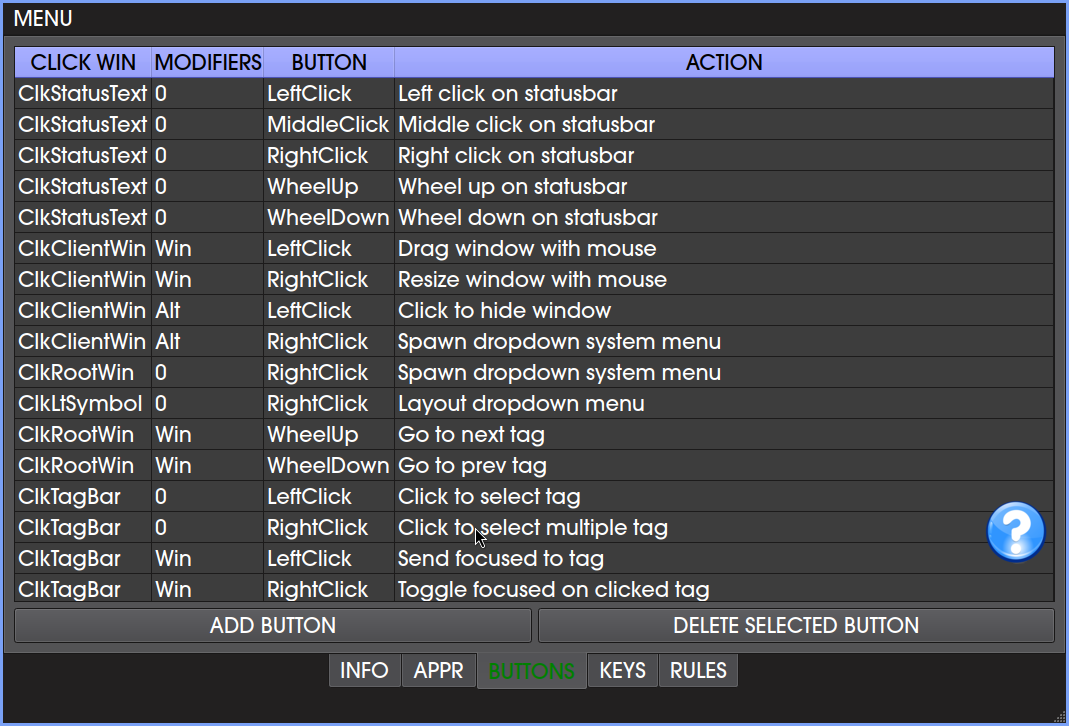 MENU
CLICK WIN MODIFIERS BUTTON ACTION
ClkStatusText 0 LeftClick Left click on statusbar
ClkStatusText 0 MiddleClick Middle click on statusbar
ClkStatusText 0 RightClick Right click on statusbar
ClkStatusText 0 WheelUp Wheel up on statusbar
ClkStatusText 0 WheelDown Wheel down on statusbar
ClkClientWin Win LeftClick Drag window with mouse
ClkClientWin Win RightClick Resize window with mouse
ClkClientWin Alt LeftClick Click to hide window
ClkClientWin Alt RightClick Spawn dropdown system menu
ClkRootWin 0 RightClick Spawn dropdown system menu
ClkLtSymbol 0 RightClick Layout dropdown menu
ClkRootWin Win WheelUp Go to next tag
ClkRootWin Win WheelDown Go to prev tag
ClkTagBar 0 LeftClick Click to select tag
ClkTagBar 0 RightClick Click to select multiple tag
ClkTagBar Win LeftClick Send focused to tag
ClkTagBar Win RightClick Toggle focused on clicked tag
?
ADD BUTTON DELETE SELECTED BUTTON
INFO APPR BUTTONS KEYS RULES